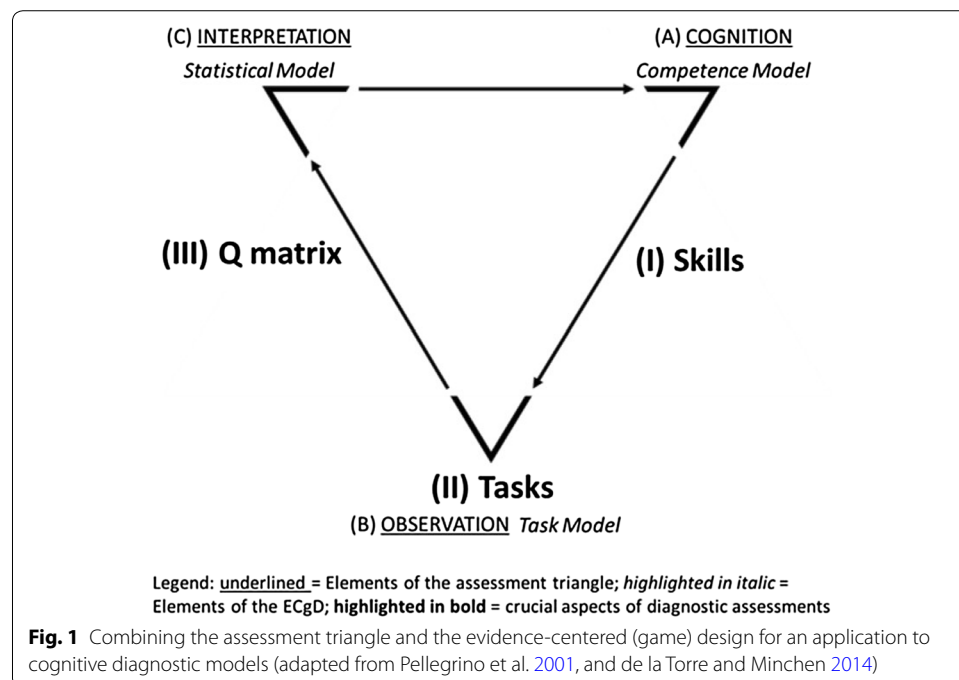 (C) INTERPRETATION
Statistical Model
(A) COGNITION
Competence Model
(III) Q matrix
(I) Skills
(II) Tasks
(B) OBSERVATION Task Model
Legend: underlined = Elements of the assessment triangle; highlighted in italic =
Elements of the ECgD; highlighted in bold = crucial aspects of diagnostic assessments
Fig. 1 Combining the assessment triangle and the evidence-centered (game) design for an application to
cognitive diagnostic models (adapted from Pellegrino et al. 2001, and de la Torre and Minchen 2014)